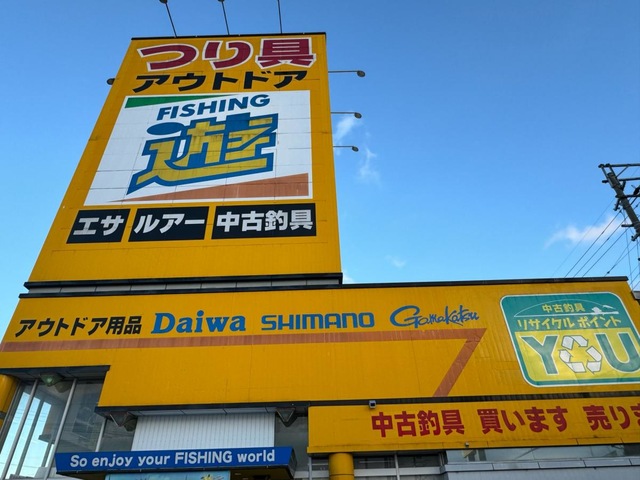 つり具
アウトドア
FISHING
遊
エサ ルアー 中古釣具
アウトドア用品 Daiwa SHIMANO Gamakatsu
中古釣具
リサイクルポイント
YOU
中古釣具 買います 売りま
So enjoy your FISHING world